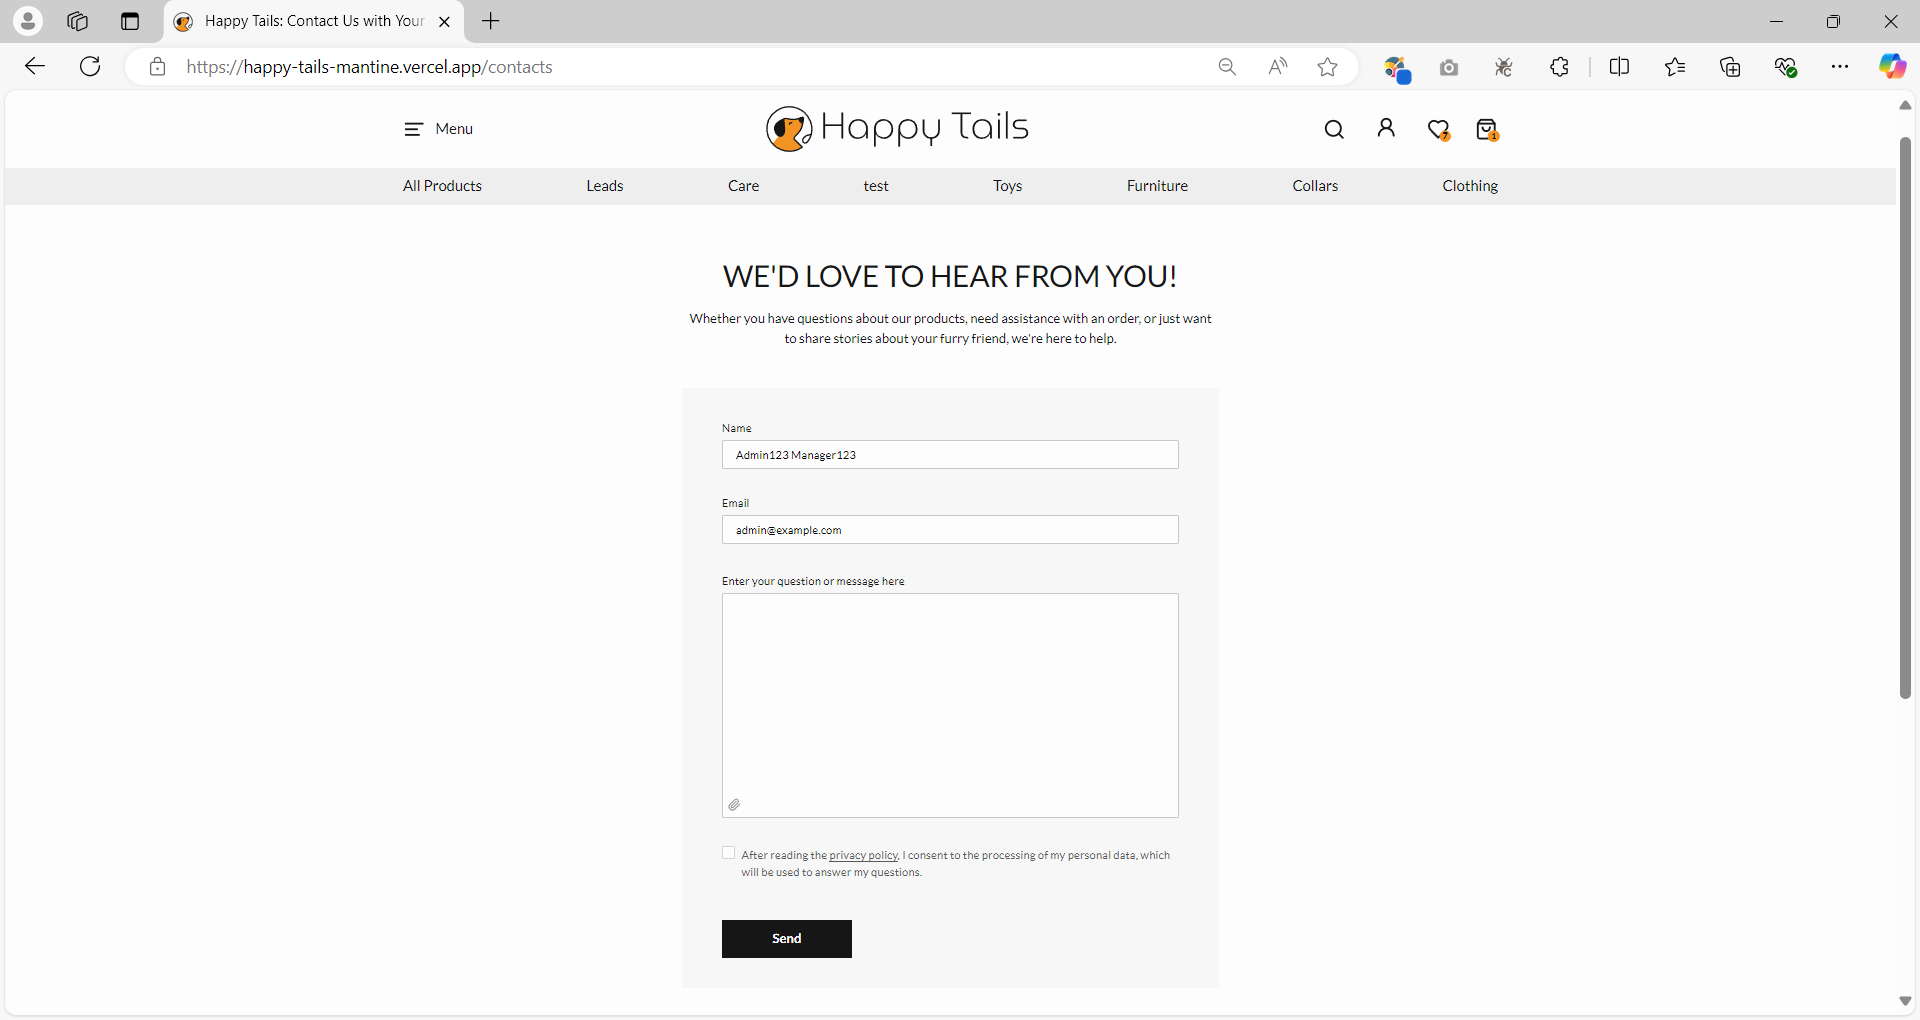 Happy Tails: Contact Us with Your
https://happy-tails-mantine.vercel.app/contacts
Menu
Happy Tails
7
1
All Products
Leads
Care
test
Toys
Furniture
Collars
Clothing
WE'D LOVE TO HEAR FROM YOU!
Whether you have questions about our products, need assistance with an order, or just want
to share stories about your furry friend, we're here to help.
Name
Admin123 Manager123
Email
admin@example.com
Enter your question or message here
After reading the privacy policy, I consent to the processing of my personal data, which
will be used to answer my questions.
Send